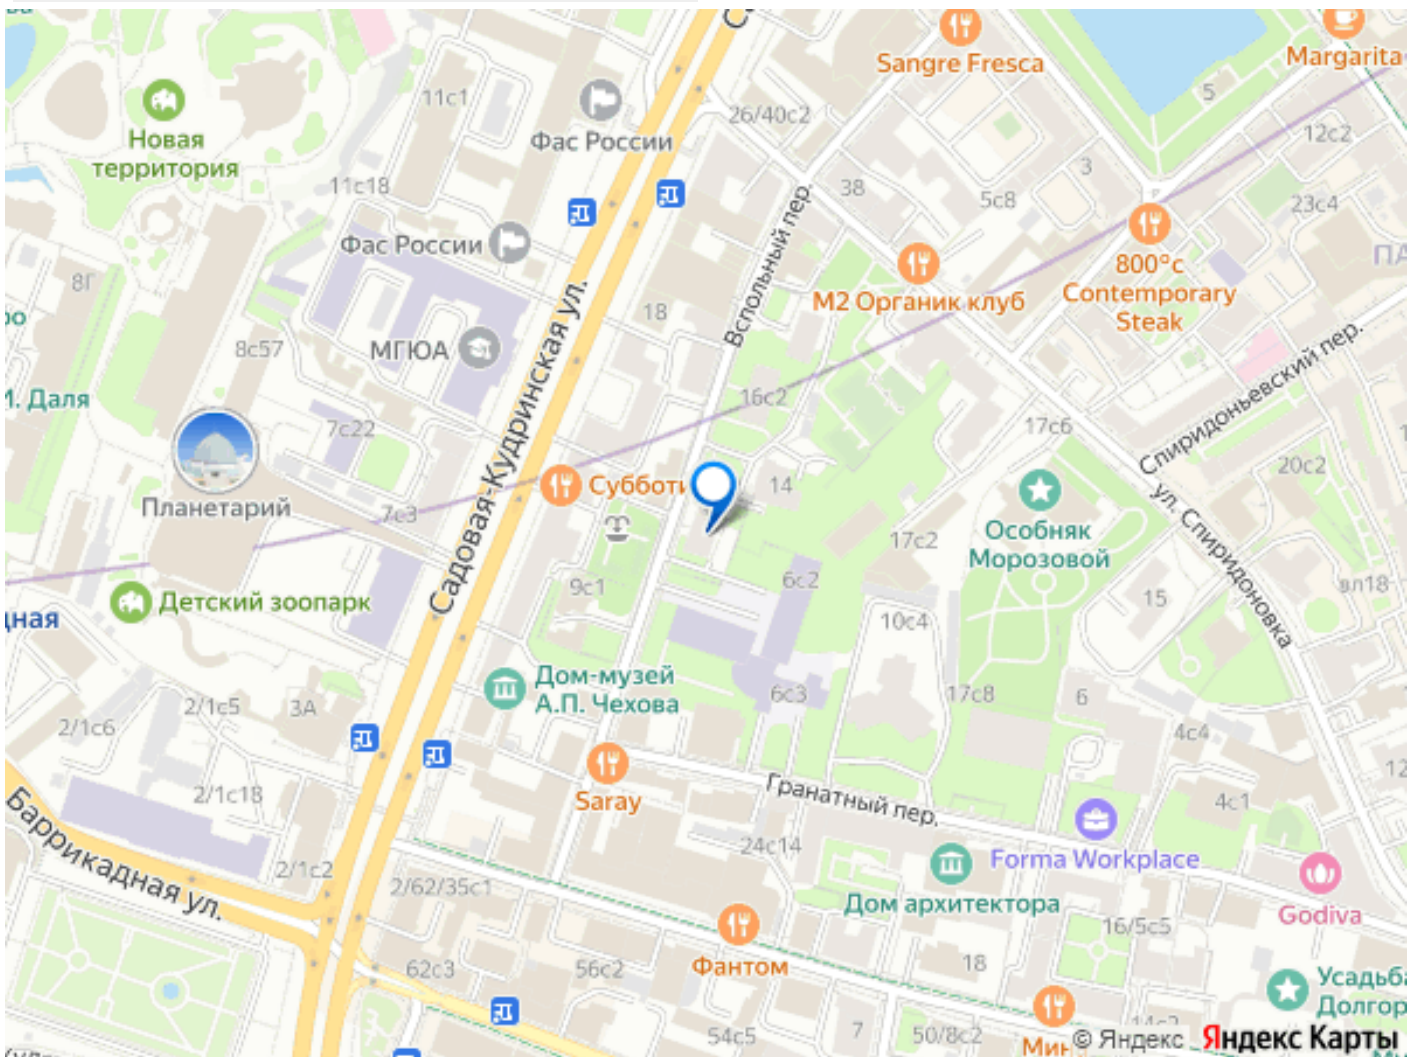 Sangre Fresca
Margarita
11с1
26/40с2
5
12с2
Новая
территория
Фас России
11с18
38
3
5с8
23с4
Вспольный пер.
Фас России
8Г
800°c
Contemporary
Steak
М2 Органик клуб
18
МГЮА
8с57
Садовая-Кудринская ул.
И. Даля
7с22
16с2
17с6
Спиридоньевский пер.
20с2
Планетарий
7с3
14
ул. Спиридоновка
Особняк
Морозовой
17с2
6с2
вл18
Детский зоопарк
9с1
15
10с4
Дом-музей
А.П. Чехова
6с3
17с8
6
2/1с5
3А
2/1с6
4с4
12
2/1с18
Saray
Гранатный пер.
4с1
Баррикадная ул.
24с14
Forma Workplace
2/1с2
2/62/35с1
Дом архитектора
Godiva
16/5с5
Фантом
62с3
56с2
18
Усадьба
Долгор
54с5
7
50/8с2
14с2
© Яндекс Яндекс Карты